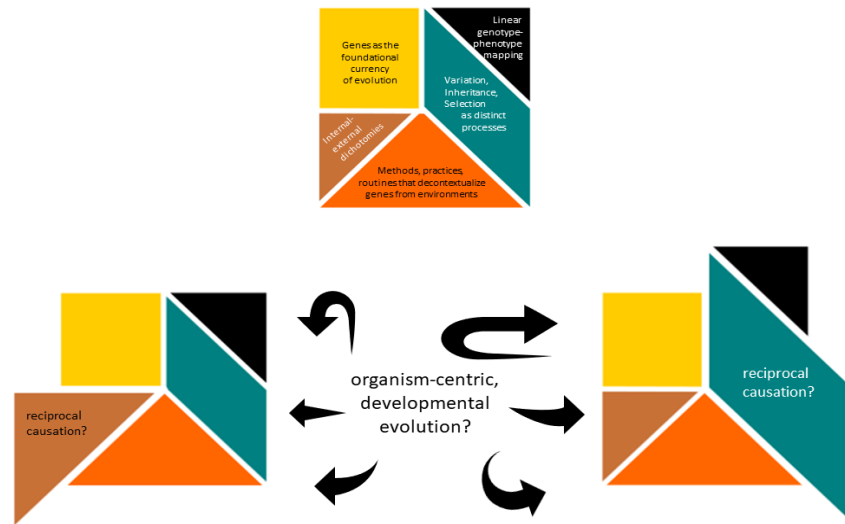 Genes as the
foundational
currency
of evolution
Linear
genotype-
phenotype
mapping
Variation,
Inheritance,
Selection
as distinct
processes
Internal-
external
dichotomies
Methods, practices,
routines that decontextualize
genes from environments
organism-centric,
developmental
evolution?
reciprocal
causation?
reciprocal
causation?